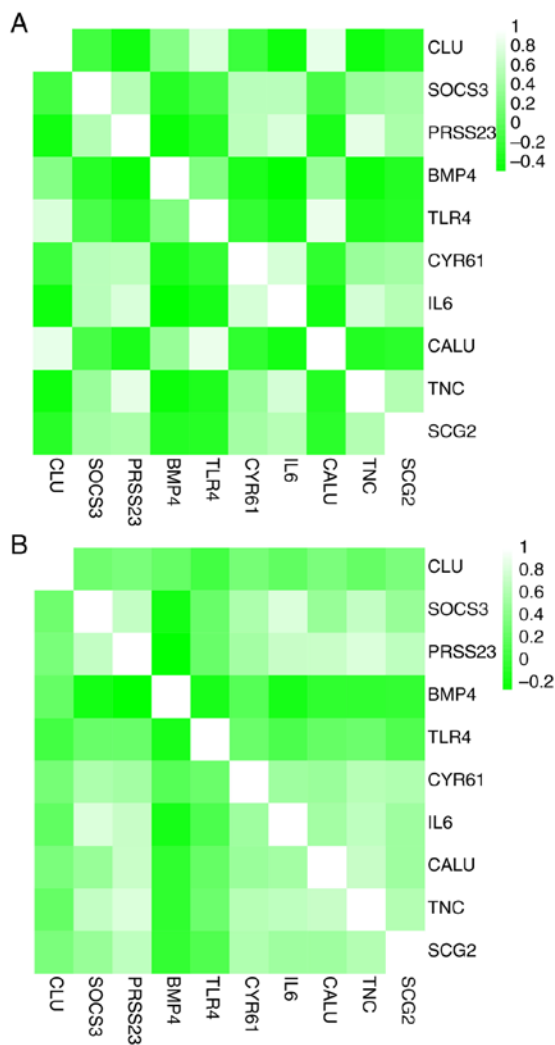 A
1
0.8
0.6
0.4
0.2
0
−0.2
−0.4
CLU
SOCS3
PRSS23
BMP4
TLR4
CYR61
IL6
CALU
TNC
SCG2
CLU SOCS3 PRSS23 BMP4 TLR4 CYR61 IL6 CALU TNC SCG2
B
1
0.8
0.6
0.4
0.2
0
−0.2
CLU
SOCS3
PRSS23
BMP4
TLR4
CYR61
IL6
CALU
TNC
SCG2
CLU SOCS3 PRSS23 BMP4 TLR4 CYR61 IL6 CALU TNC SCG2